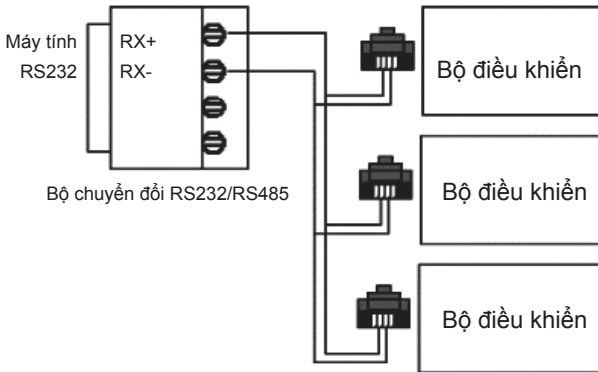 Máy tính
RS232
RX+
RX-
Bộ chuyển đổi RS232/RS485
Bộ điều khiển
Bộ điều khiển
Bộ điều khiển